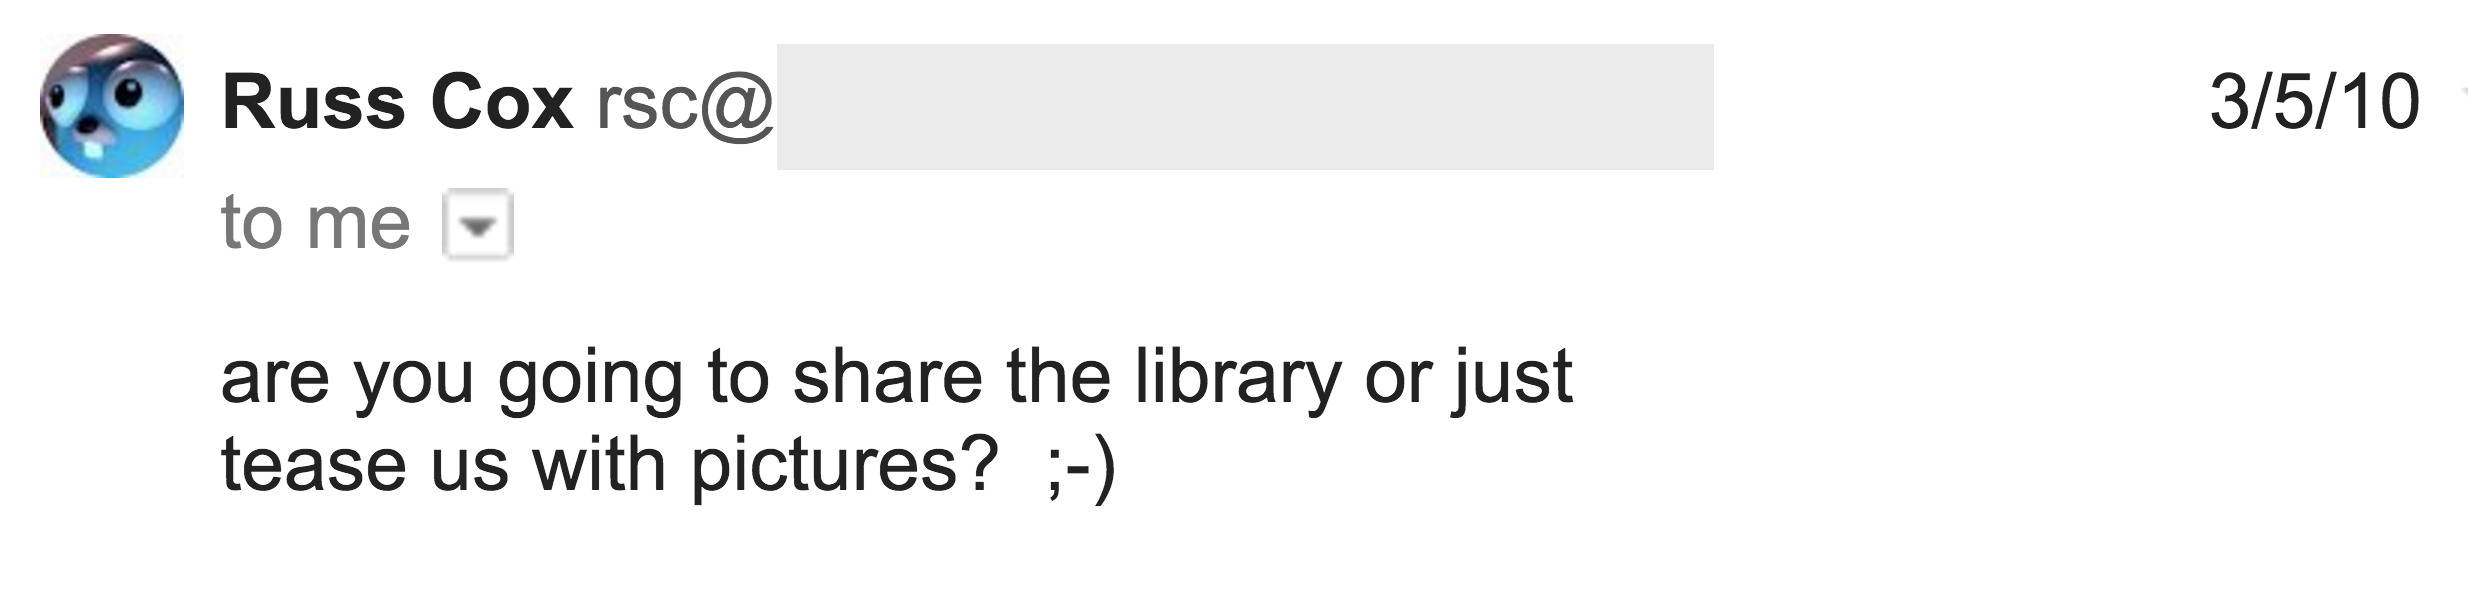 Russ Cox rsc@ 3/5/10
to me
are you going to share the library or just
tease us with pictures?  ;-)